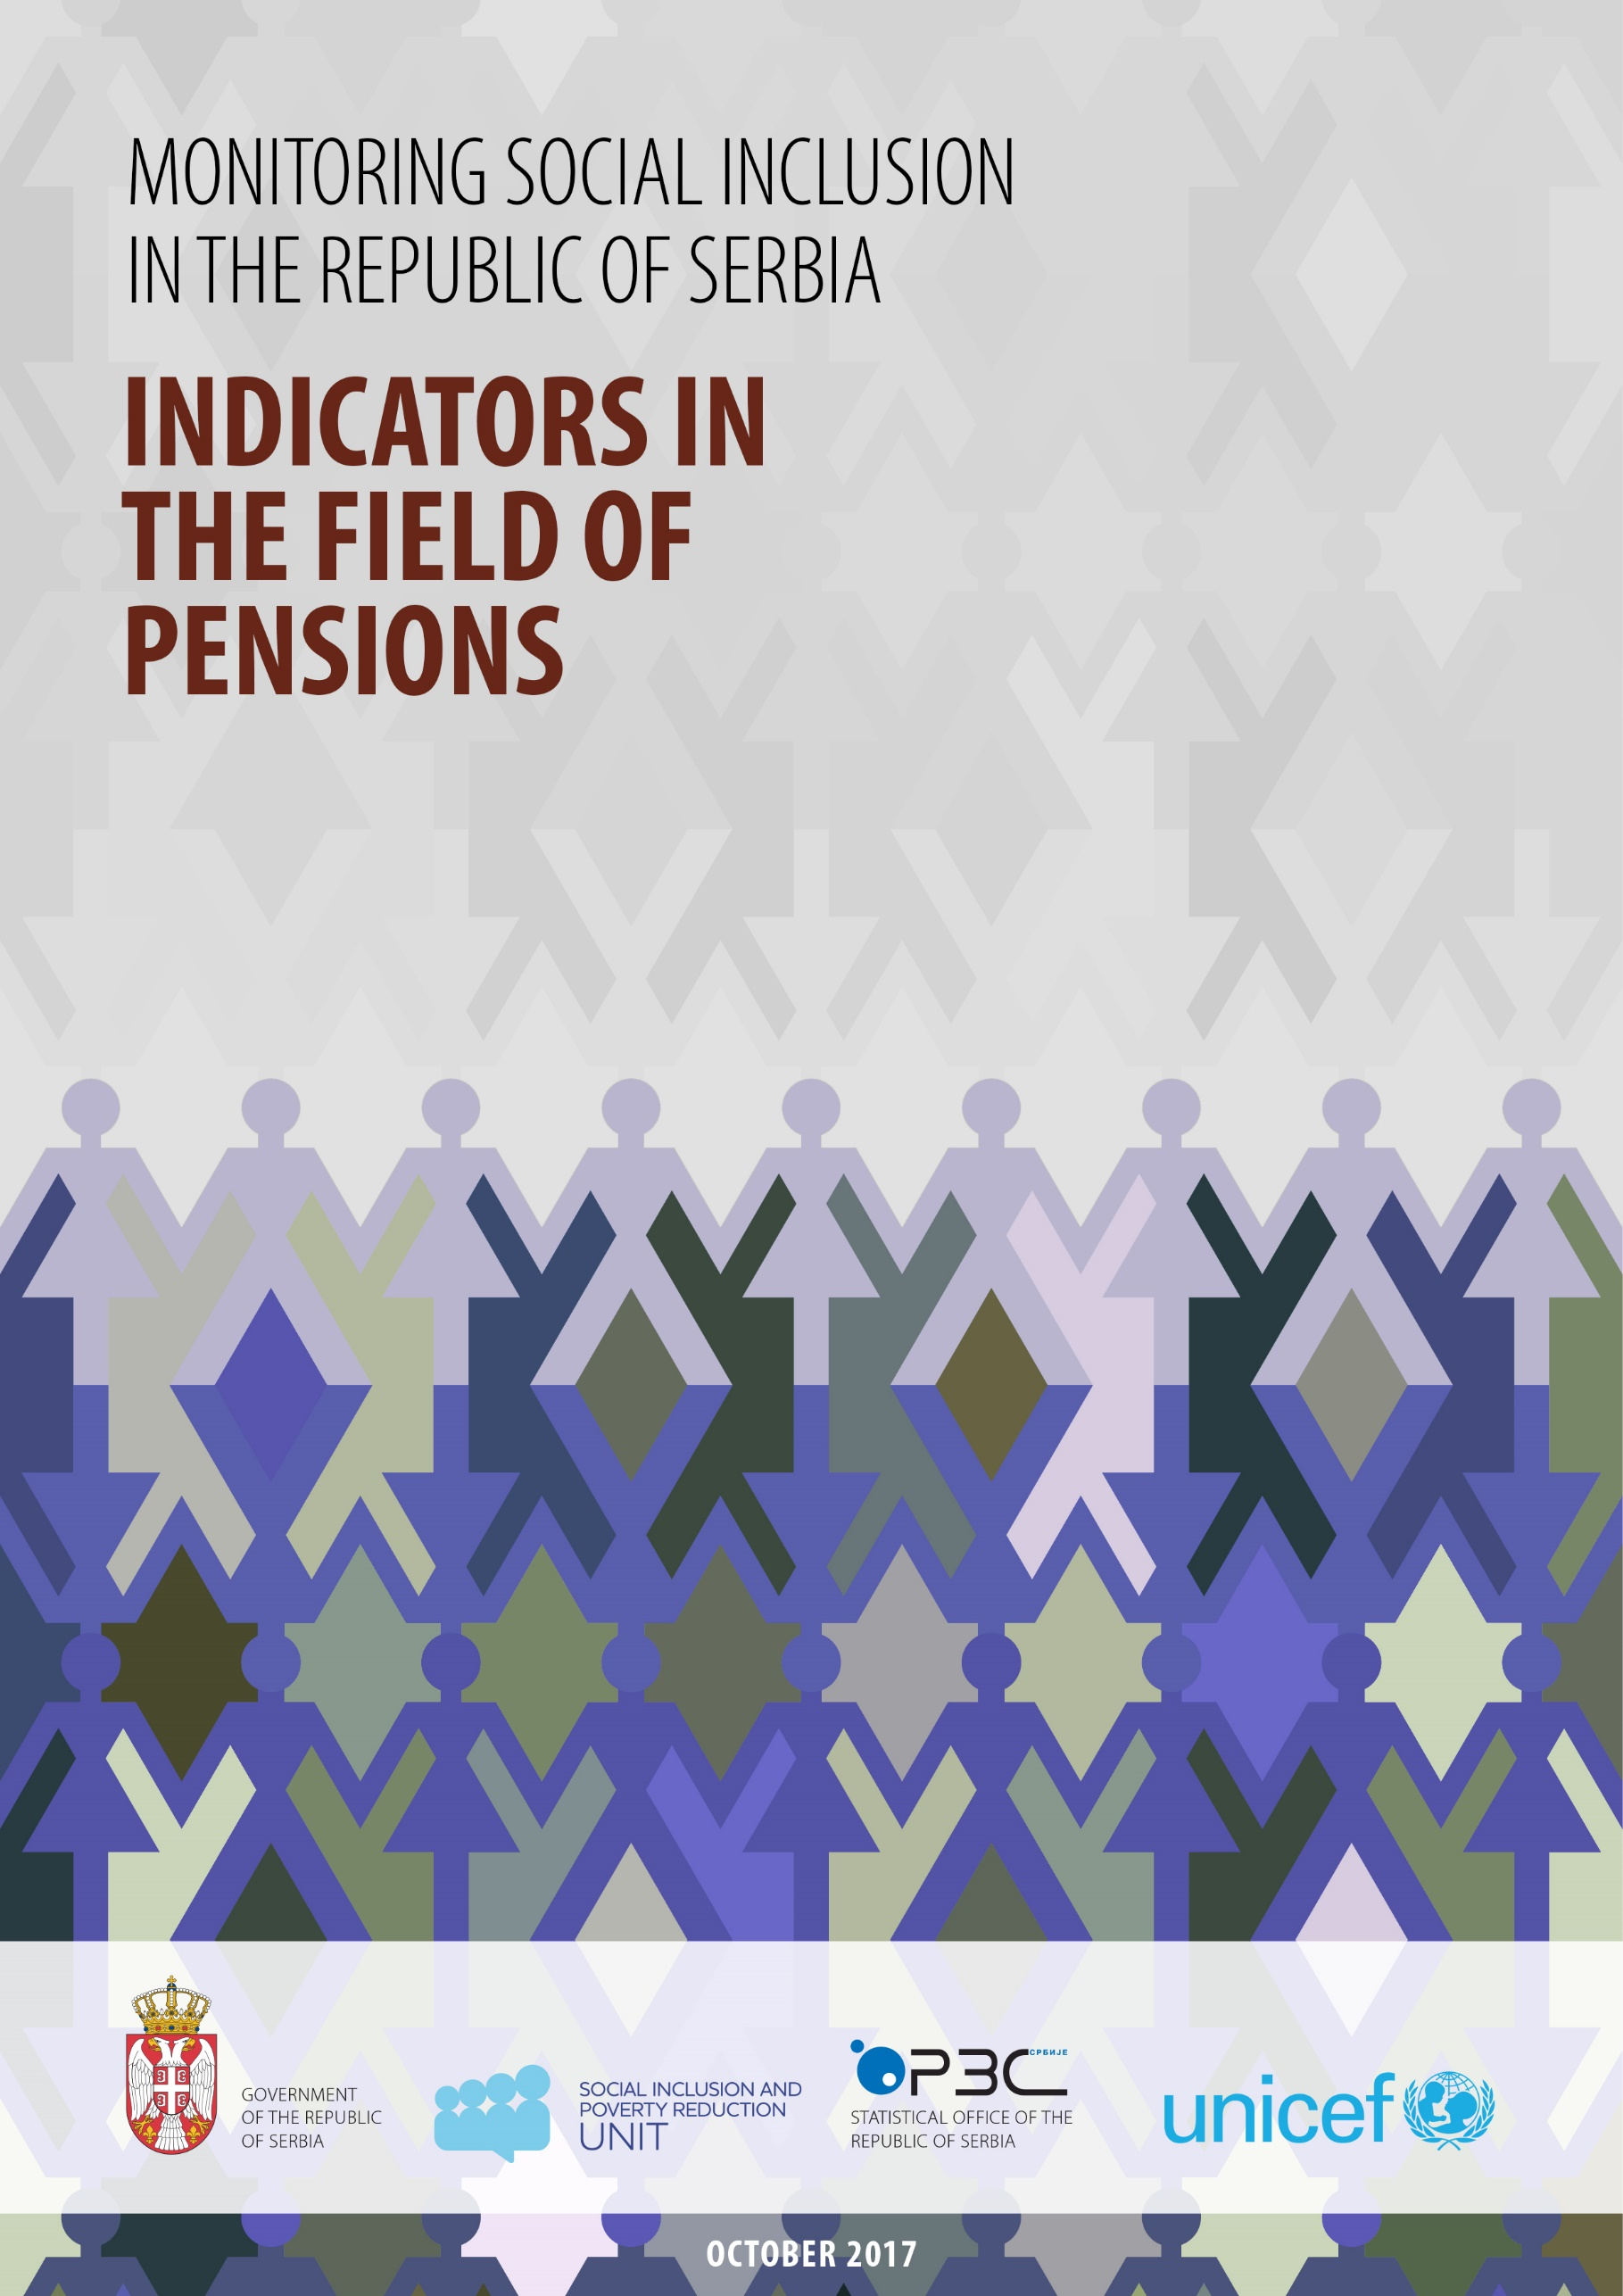 MONITORING SOCIAL INCLUSION
IN THE REPUBLIC OF SERBIA
INDICATORS IN
THE FIELD OF
PENSIONS
GOVERNMENT
OF THE REPUBLIC
OF SERBIA
SOCIAL INCLUSION AND
POVERTY REDUCTION
UNIT
РЗС СРБИЈЕ
STATISTICAL OFFICE OF THE
REPUBLIC OF SERBIA
unicef
OCTOBER 2017